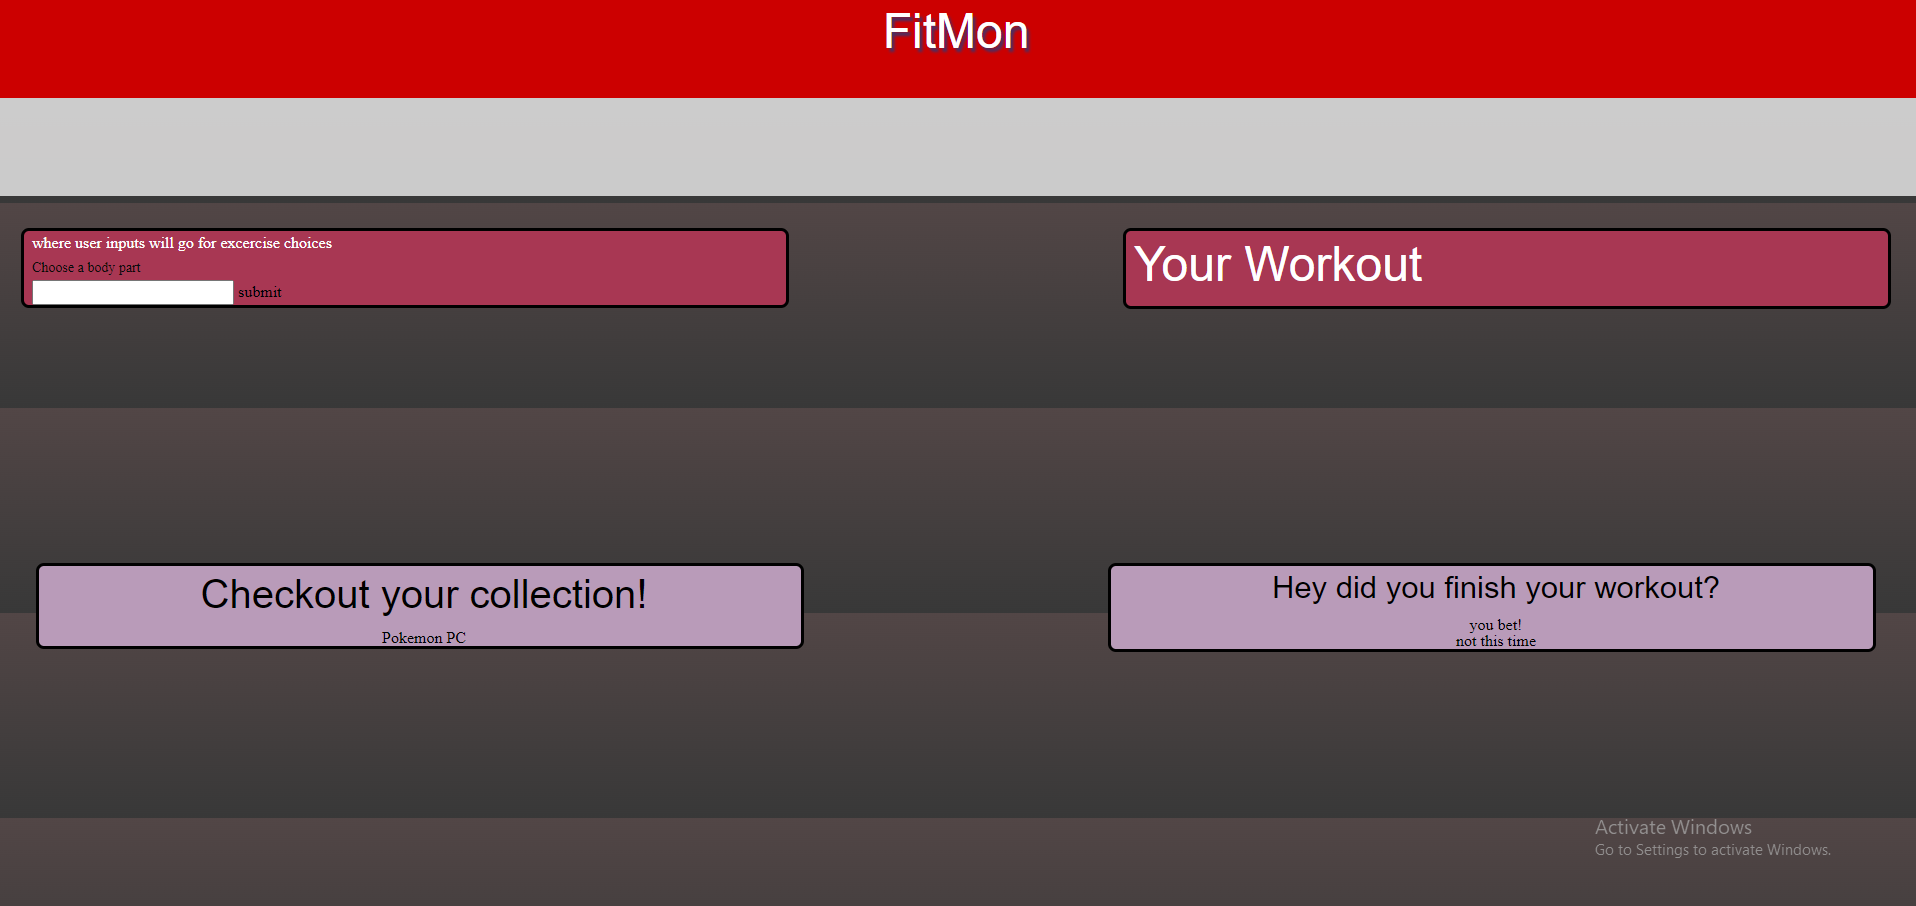 FitMon
where user inputs will go for excercise choices
Choose a body part
submit
Your Workout
Checkout your collection!
Pokemon PC
Hey did you finish your workout?
you bet!
not this time
Activate Windows
Go to Settings to activate Windows.